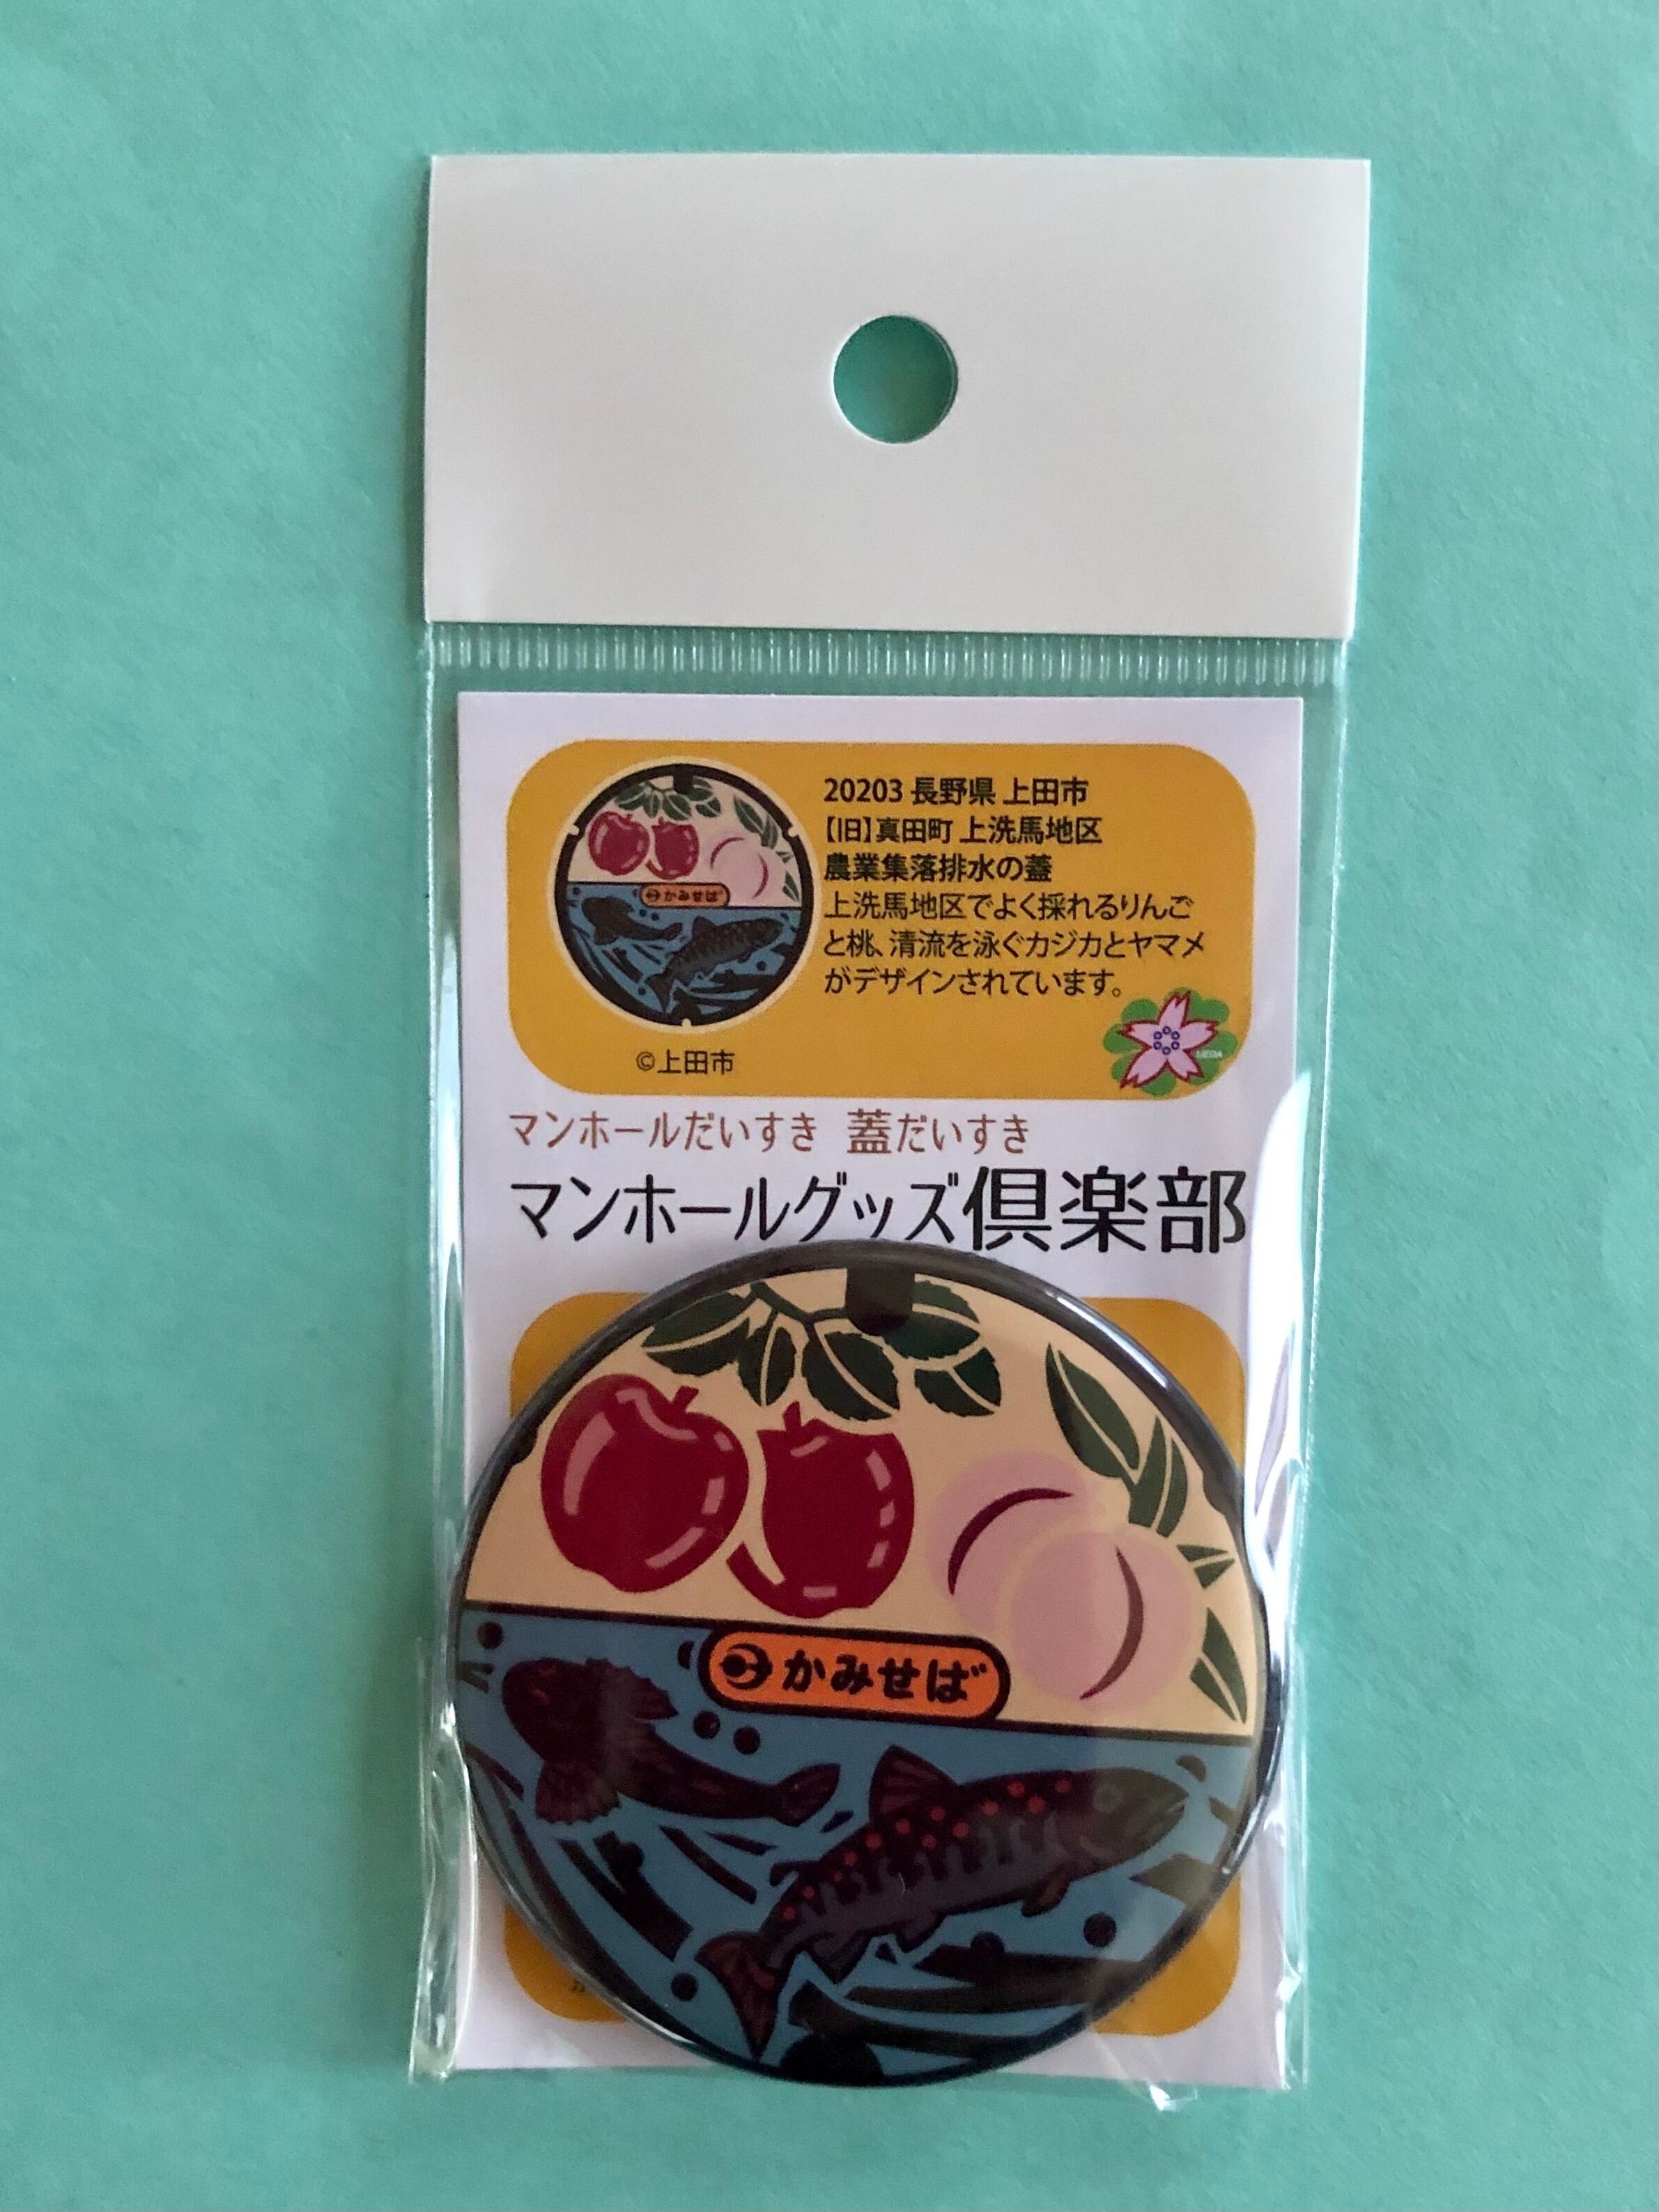 20203 長野県 上田市
【旧】真田町 上洗馬地区
農業集落排水の蓋
上洗馬地区でよく採れるりんご
と桃、清流を泳ぐカジカとヤマメ
がデザインされています。
かみせば
UEDA
©上田市
マンホールだいすき 蓋だいすき
マンホールグッズ倶楽部
かみせば